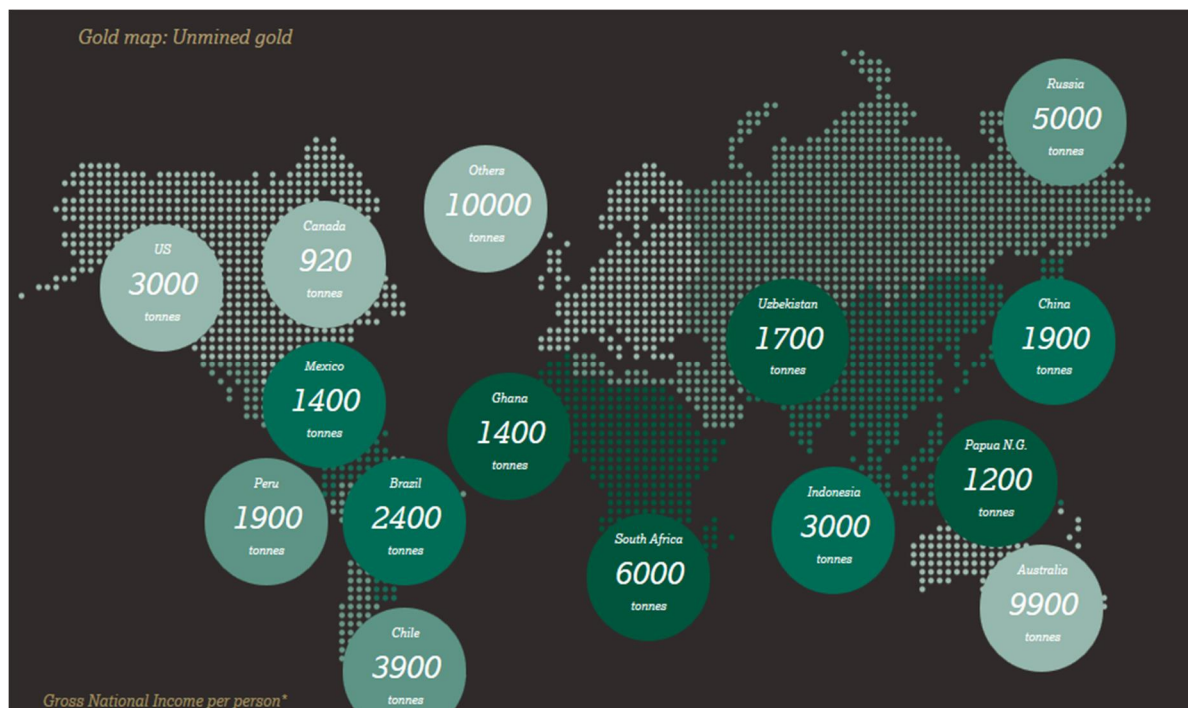 Gold map: Unmined gold
Russia
5000
tonnes
Others
10000
tonnes
Canada
920
tonnes
US
3000
tonnes
Uzbekistan
1700
tonnes
China
1900
tonnes
Mexico
1400
tonnes
Ghana
1400
tonnes
Papua N.G.
1200
tonnes
Peru
1900
tonnes
Brazil
2400
tonnes
Indonesia
3000
tonnes
South Africa
6000
tonnes
Australia
9900
tonnes
Chile
3900
tonnes
Gross National Income per person*